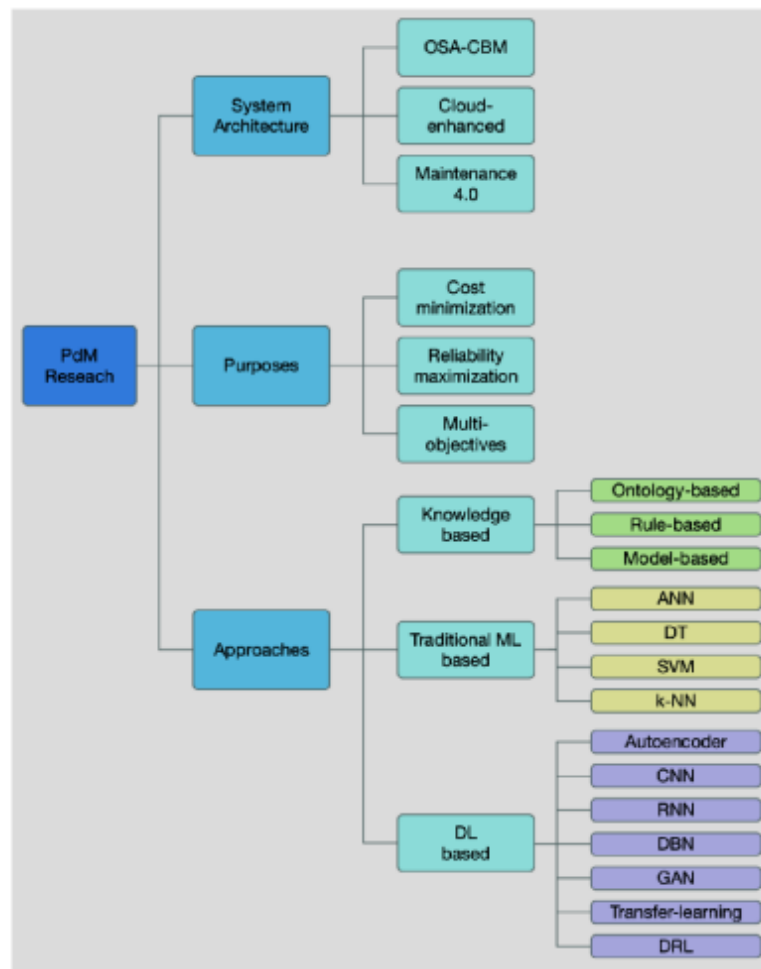 OSA-CBM
System
Architecture
Cloud-
enhanced
Maintenance
4.0
Cost
minimization
PdM
Reseach
Purposes
Reliability
maximization
Multi-
objectives
Knowledge
based
Ontology-based
Rule-based
Model-based
Approaches
Traditional ML
based
ANN
DT
SVM
k-NN
DL
based
Autoencoder
CNN
RNN
DBN
GAN
Transfer-learning
DRL